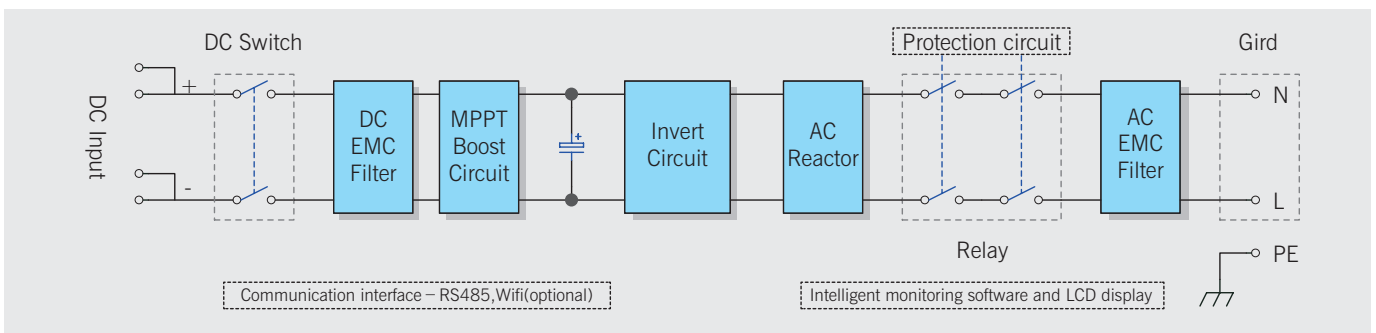 DC Switch
Protection circuit
Gird
DC Input
+
-
DC
EMC
Filter
MPPT
Boost
Circuit
+
Invert
Circuit
AC
Reactor
AC
EMC
Filter
N
L
Relay
PE
Communication interface – RS485,Wifi(optional)
Intelligent monitoring software and LCD display